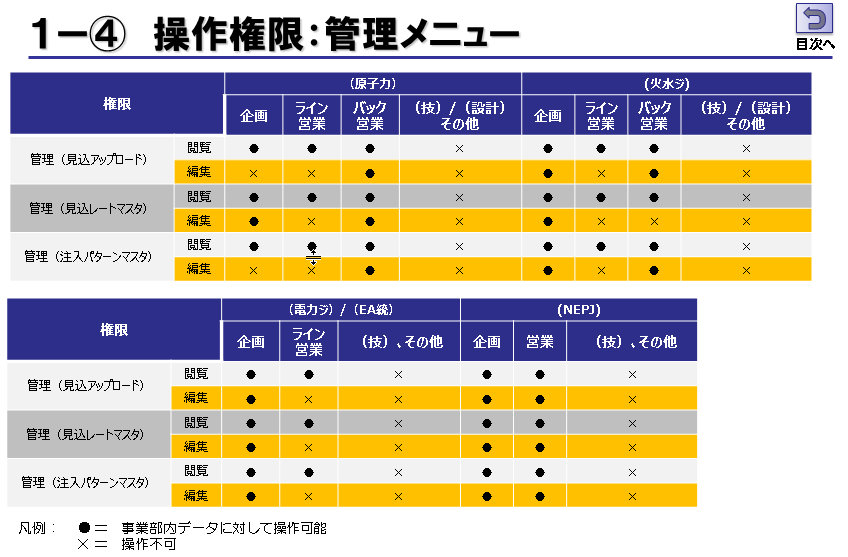 1-④ 操作権限：管理メニュー
目次へ
権限 （原子力） (火水ジ)
企画 ライン営業 バック営業 （技）/（設計）その他 企画 ライン営業 バック営業 （技）/（設計）その他
管理（見込アップロード） 閲覧 ● ● ● × ● ● ● ×
編集 × × ● × ● × ● ×
管理（見込レートマスタ） 閲覧 ● ● ● × ● ● ● ×
編集 ● × ● × ● × × ×
管理（注入パターンマスタ） 閲覧 ● ● ● × ● ● ● ×
編集 × × ● × ● × ● ×
権限 （電力ジ）/（EA統） (NEPJ)
企画 ライン営業 （技）、その他 企画 営業 （技）、その他
管理（見込アップロード） 閲覧 ● ● × ● ● ×
編集 ● × × ● ● ×
管理（見込レートマスタ） 閲覧 ● ● × ● ● ×
編集 ● × × ● ● ×
管理（注入パターンマスタ） 閲覧 ● ● × ● ● ×
編集 ● × × ● ● ×
凡例： ●＝ 事業部内データに対して操作可能
×＝ 操作不可